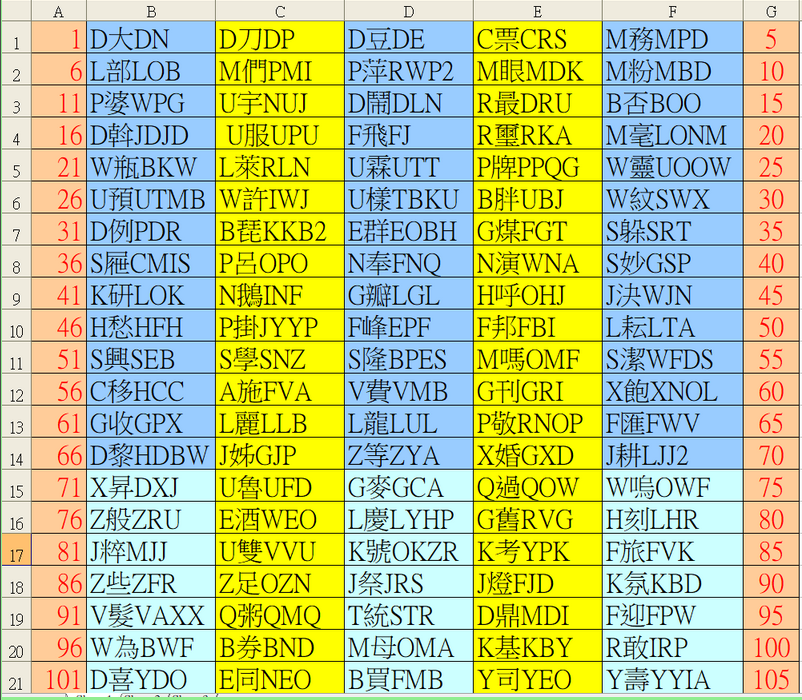 A B C D E F G
1 1 D大DN D刀DP D豆DE C票CRS M務MPD 5
2 6 L部LOB M們PMI P萍RWP2 M眼MDK M粉MBD 10
3 11 P婆WPG U宇NUJ D鬧DLN R最DRU B否BOO 15
4 16 D斡JDJD U服UPU F飛FJ R璽RKA M毫LONM 20
5 21 W瓶BKW L萊RLN U霖UTT P牌PPQG W靈UOOW 25
6 26 U預UTMB W許IWJ U樣TBKU B胖UBJ W紋SWX 30
7 31 D例PDR B琵KKB2 E群EOBH G煤FGT S躲SRT 35
8 36 S屜CMIS P呂OPO N奉FNQ N演WNA S妙GSP 40
9 41 K研LOK N鵝INF G瓣LGL H呼OHJ J決WJN 45
10 46 H愁HFH P掛JYYP F峰EPF F邦FBI L耘LTA 50
11 51 S興SEB S學SNZ S隆BPES M嗎OMF S潔WFDS 55
12 56 C移HCC A施FVA V費VMB G刊GRI X飽XNOL 60
13 61 G收GPX L麗LLB L龍LUL P敬RNOP F匯FWV 65
14 66 D黎HDBW J姊GJP Z等ZYA X婚GXD J耕LJJ2 70
15 71 X昇DXJ U魯UFD G麥GCA Q過QOW W嗚OWF 75
16 76 Z般ZRU E酒WEO L慶LYHP G舊RVG H刻LHR 80
17 81 J粹MJJ U雙VVU K號OKZR K考YPK F旅FVK 85
18 86 Z些ZFR Z足OZN J祭JRS J燈FJD K氛KBD 90
19 91 V髮VAXX Q粥QMQ T統STR D鼎MDI F迎FPW 95
20 96 W為BWF B券BND M母OMA K基KBY R敢IRP 100
21 101 D喜YDO E同NEO B買FMB Y司YEO Y壽YYIA 105